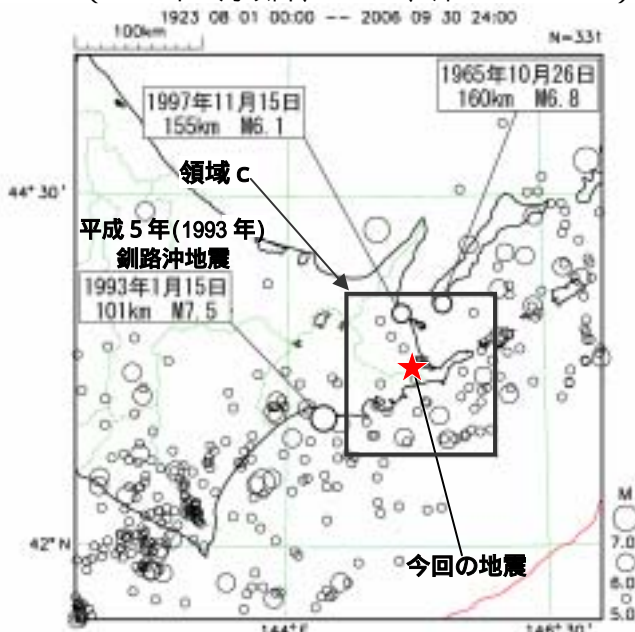 1923 08 01 00:00 -- 2006 09 30 24:00
100km
N=331
1965年10月26日
160km M6.8
1997年11月15日
155km M6.1
領域 c
44°30'
平成 5 年(1993 年)
釧路沖地震
1993年1月15日
101km M7.5
M
42°N
今回の地震
7.0
6.0
5.0
144°E
146°30'